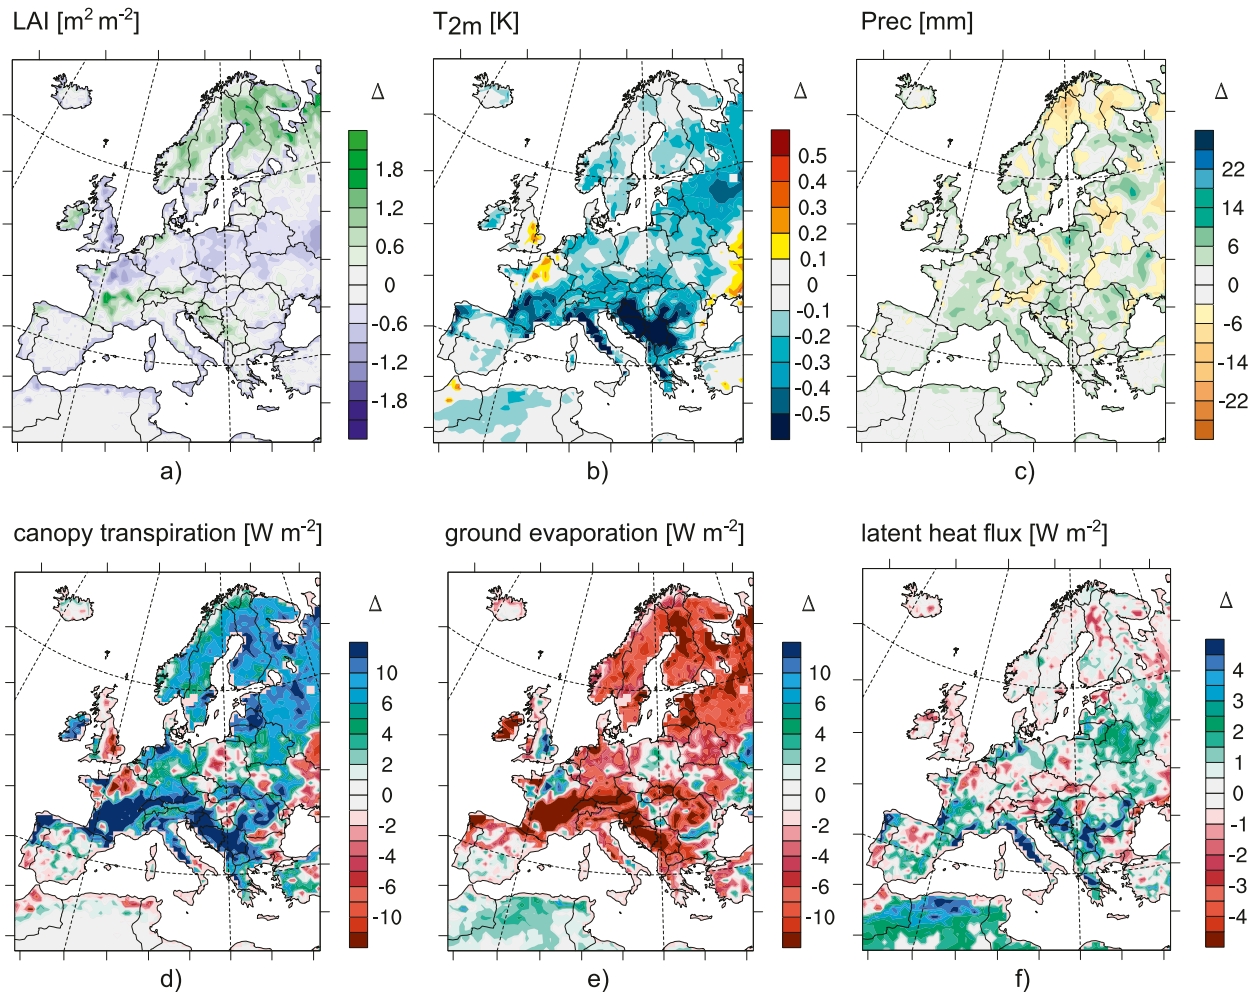 LAI [m² m⁻²]
T₂ₘ [K]
Prec [mm]
Δ
1.8
1.2
0.6
0
-0.6
-1.2
-1.8
Δ
0.5
0.4
0.3
0.2
0.1
0
-0.1
-0.2
-0.3
-0.4
-0.5
Δ
22
14
6
0
-6
-14
-22
a)
b)
c)
canopy transpiration [W m⁻²]
ground evaporation [W m⁻²]
latent heat flux [W m⁻²]
Δ
10
6
4
2
0
-2
-4
-6
-10
Δ
10
6
4
2
0
-2
-4
-6
-10
Δ
4
3
2
1
0
-1
-2
-3
-4
d)
e)
f)